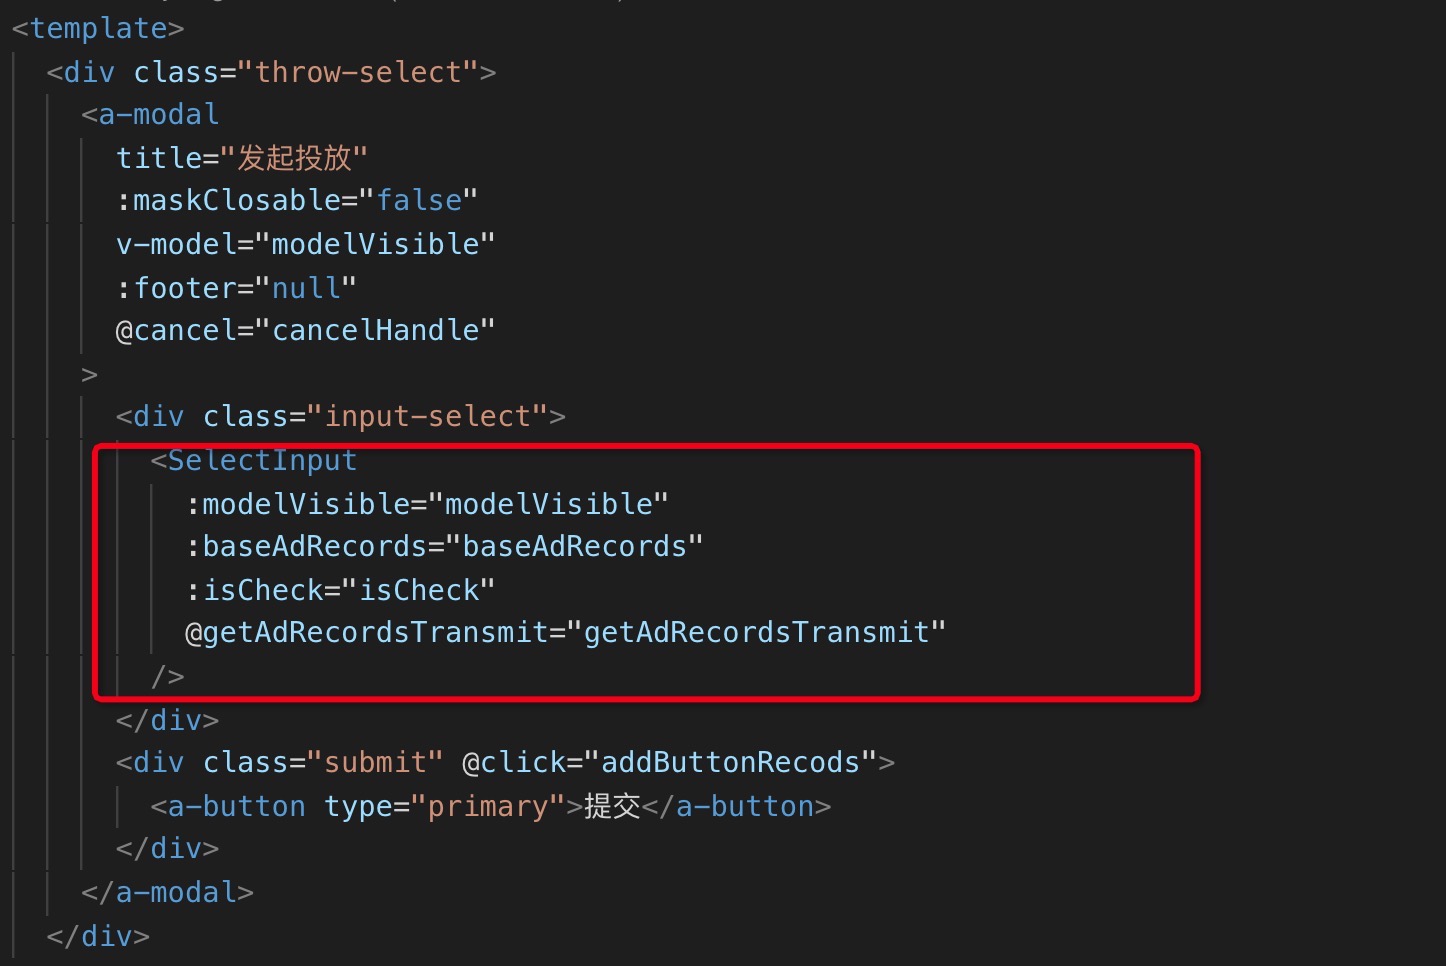 <template>
<div class="throw-select">
<a-modal
title="发起投放"
:maskClosable="false"
v-model="modelVisible"
:footer="null"
@cancel="cancelHandle"
>
<div class="input-select">
<SelectInput
:modelVisible="modelVisible"
:baseAdRecords="baseAdRecords"
:isCheck="isCheck"
@getAdRecordsTransmit="getAdRecordsTransmit"
/>
</div>
<div class="submit" @click="addButtonRecods">
<a-button type="primary">提交</a-button>
</div>
</a-modal>
</div>